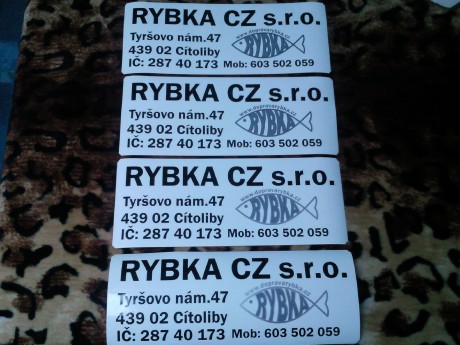 RYBKA CZ s.r.o.
Tyršovo nám.47
www.dopravarybka.cz
RYBKA
439 02 Cítoliby
IČ: 287 40 173 Mob: 603 502 059
RYBKA CZ s.r.o.
Tyršovo nám.47
www.dopravarybka.cz
RYBKA
439 02 Cítoliby
IČ: 287 40 173 Mob: 603 502 059
RYBKA CZ s.r.o.
Tyršovo nám.47
www.dopravarybka.cz
RYBKA
439 02 Cítoliby
IČ: 287 40 173 Mob: 603 502 059
RYBKA CZ s.r.o.
Tyršovo nám.47
www.dopravarybka.cz
RYBKA
439 02 Cítoliby
IČ: 287 40 173 Mob: 603 502 059